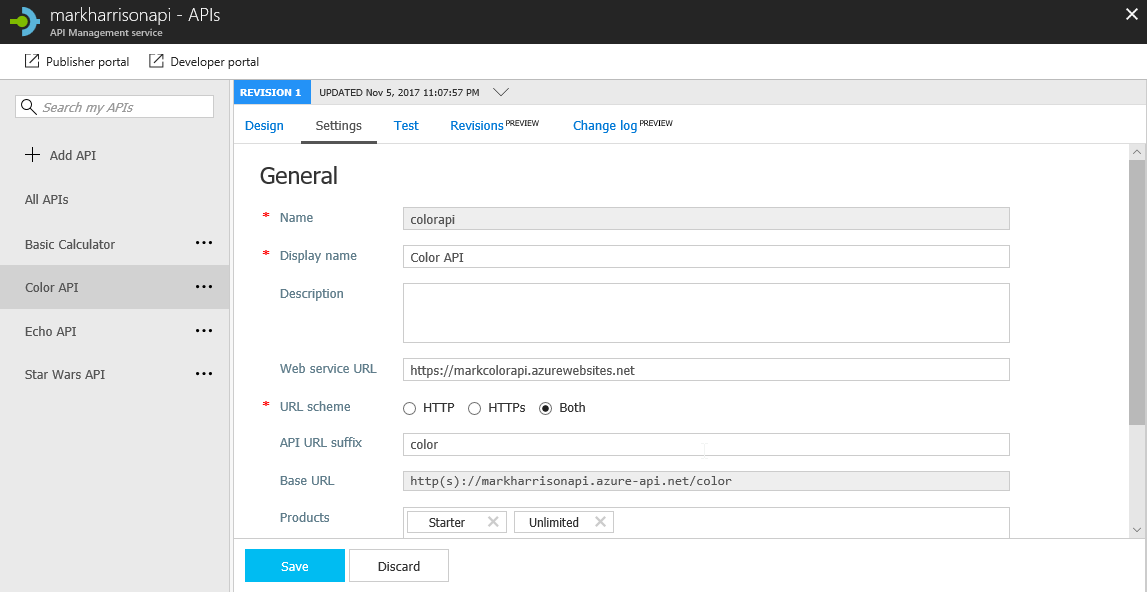 markharrisonapi - APIs
API Management service
Publisher portal
Developer portal
Search my APIs
Add API
All APIs
Basic Calculator
Color API
Echo API
Star Wars API
REVISION 1
UPDATED Nov 5, 2017 11:07:57 PM
Design
Settings
Test
Revisions PREVIEW
Change log PREVIEW
General
* Name
colorapi
* Display name
Color API
Description
Web service URL
https://markcolorapi.azurewebsites.net
* URL scheme
HTTP
HTTPs
Both
API URL suffix
color
Base URL
http(s)://markharrisonapi.azure-api.net/color
Products
Starter
Unlimited
Save
Discard